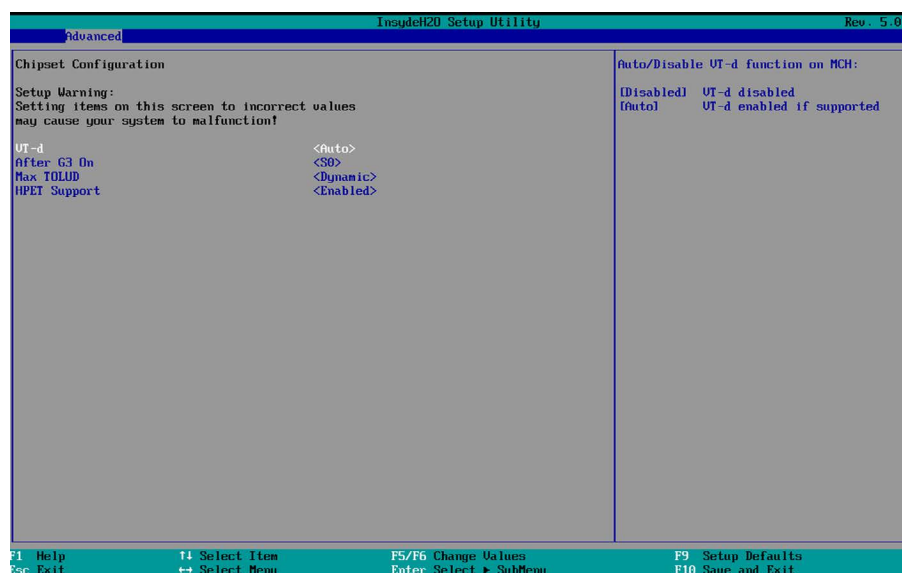 InsydeH2O Setup Utility Rev. 5.0
Advanced
Chipset Configuration
Setup Warning:
Setting items on this screen to incorrect values
may cause your system to malfunction!
VT-d <Auto>
After G3 On <S0>
Max TOLUD <Dynamic>
HPET Support <Enabled>
Auto/Disable VT-d function on MCH:
[Disabled] VT-d disabled
[Auto] VT-d enabled if supported
F1 Help ↑↓ Select Item F5/F6 Change Values F9 Setup Defaults
Esc Exit ↔ Select Menu Enter Select ► SubMenu F10 Save and Exit